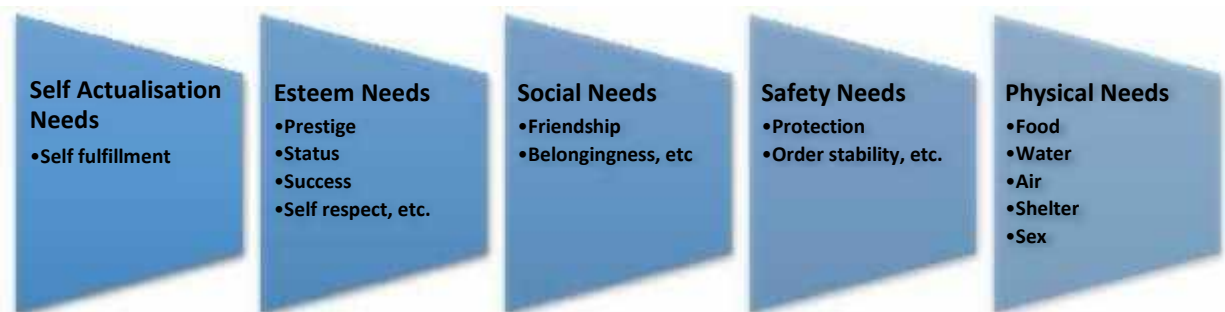 Self Actualisation
Needs
•Self fulfillment
Esteem Needs
•Prestige
•Status
•Success
•Self respect, etc.
Social Needs
•Friendship
•Belongingness, etc
Safety Needs
•Protection
•Order stability, etc.
Physical Needs
•Food
•Water
•Air
•Shelter
•Sex